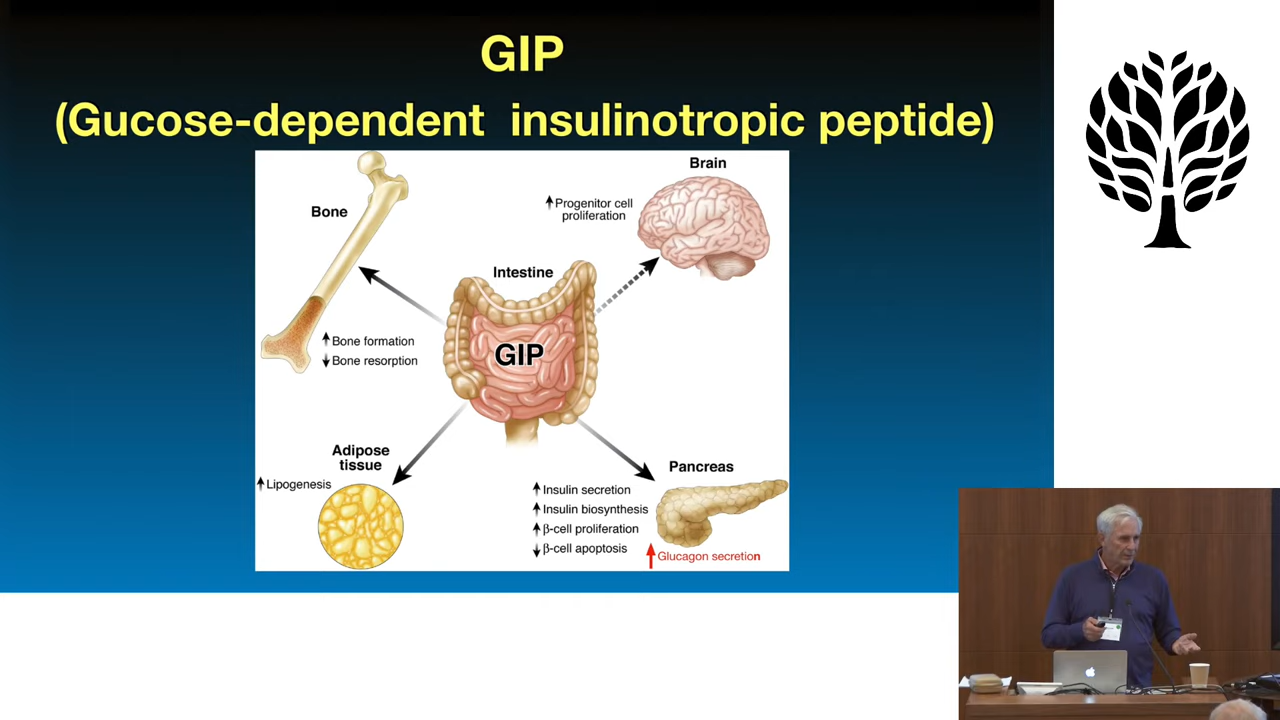 GIP
(Gucose-dependent insulinotropic peptide)
Bone
Brain
↑Progenitor cell
proliferation
Intestine
GIP
↑Bone formation
↓Bone resorption
Adipose
tissue
↑Lipogenesis
Pancreas
↑Insulin secretion
↑Insulin biosynthesis
↑β-cell proliferation
↓β-cell apoptosis
↑Glucagon secretion